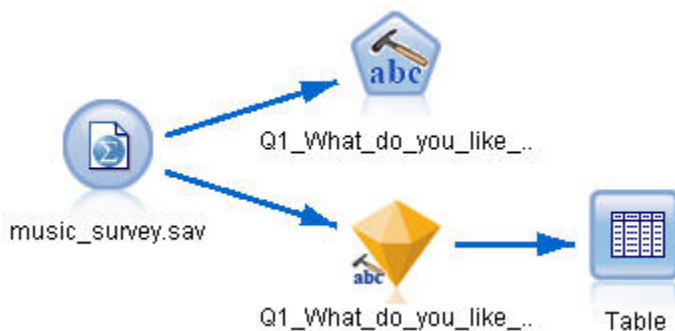 abc
Q1_What_do_you_like_..
music_survey.sav
abc
Q1_What_do_you_like_..
Table